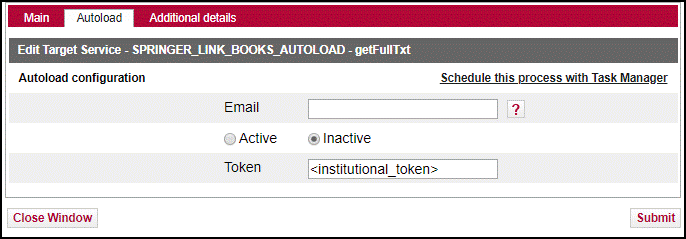 Main Autoload Additional details
Edit Target Service - SPRINGER_LINK_BOOKS_AUTOLOAD - getFullTxt
Autoload configuration Schedule this process with Task Manager
Email ?
Active Inactive
Token <institutional_token>
Close Window Submit